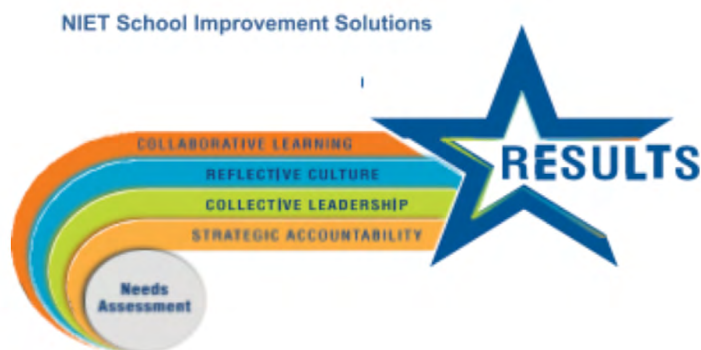 NIET School Improvement Solutions
COLLABORATIVE LEARNING
REFLECTIVE CULTURE
COLLECTIVE LEADERSHIP
STRATEGIC ACCOUNTABILITY
RESULTS
Needs
Assessment